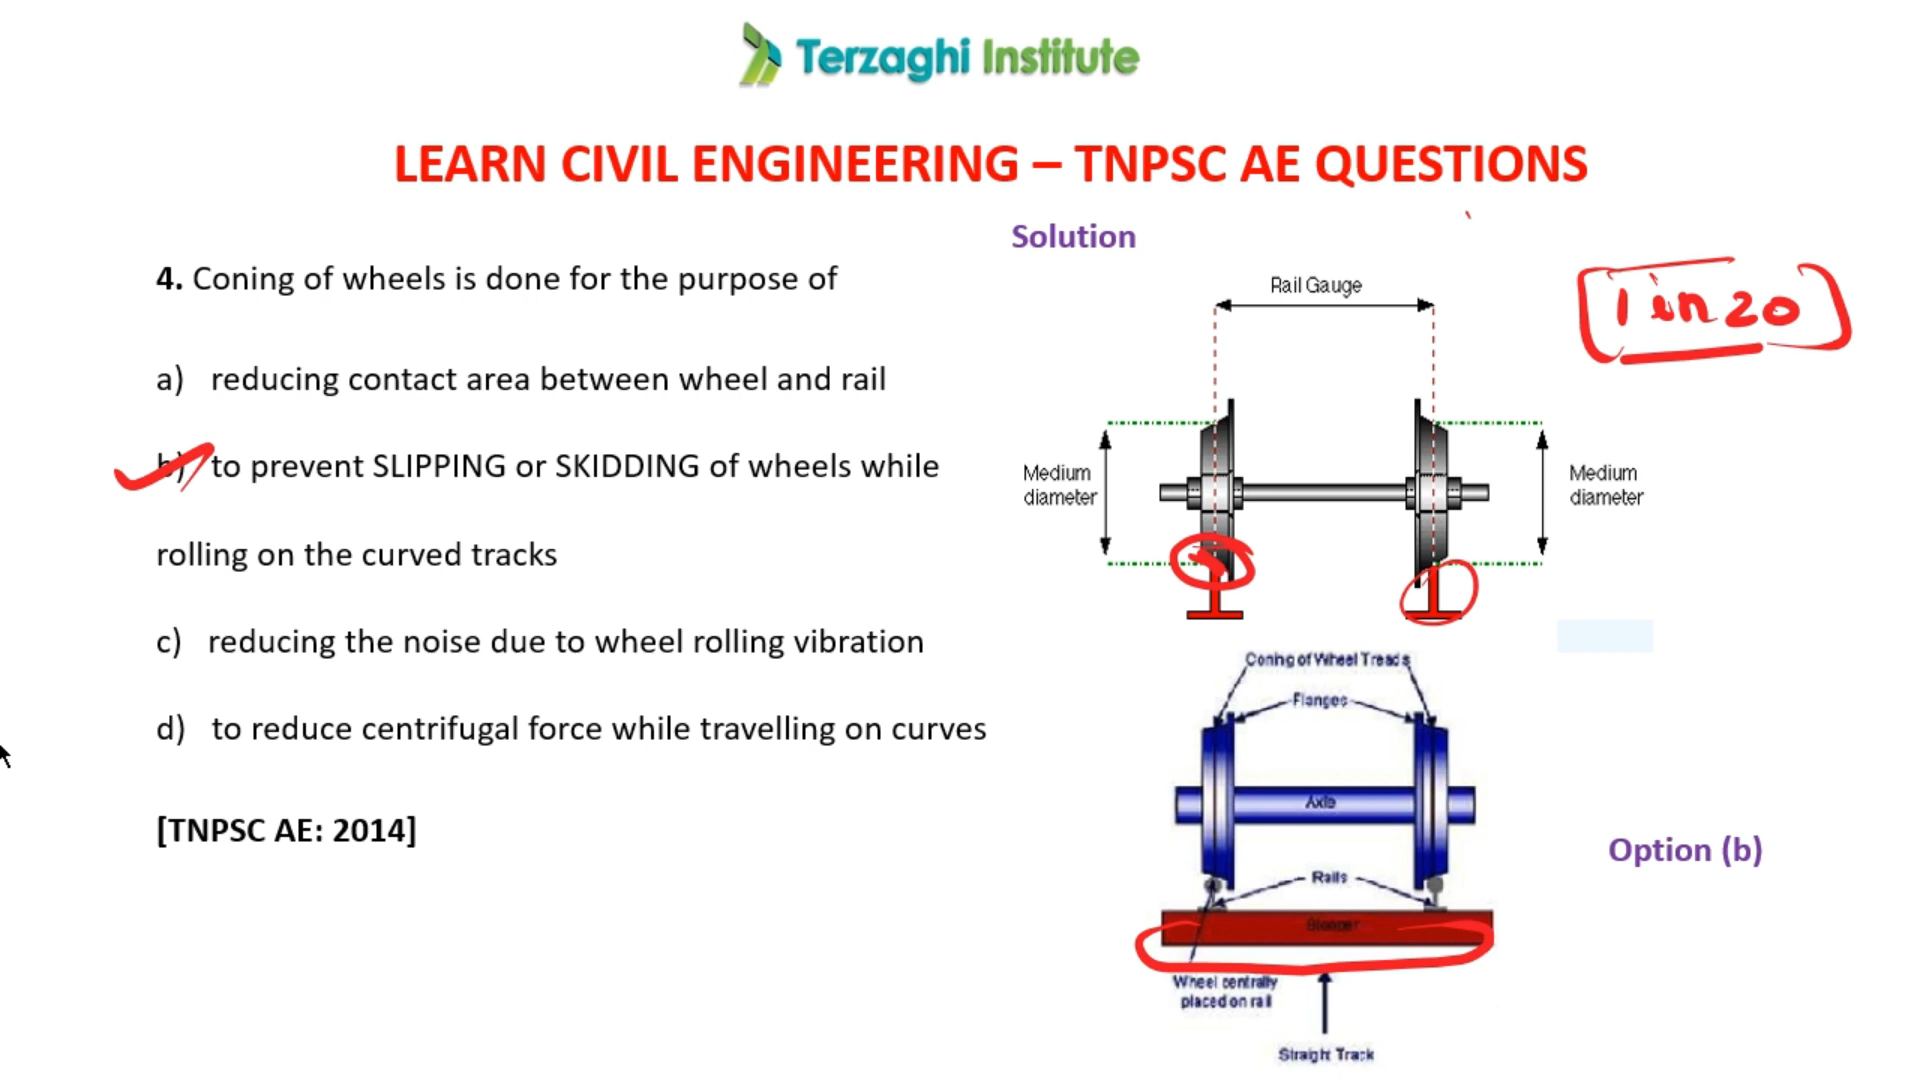 Terzaghi Institute
LEARN CIVIL ENGINEERING – TNPSC AE QUESTIONS
Solution
4. Coning of wheels is done for the purpose of
a) reducing contact area between wheel and rail
b) to prevent SLIPPING or SKIDDING of wheels while
rolling on the curved tracks
c) reducing the noise due to wheel rolling vibration
d) to reduce centrifugal force while travelling on curves
[TNPSC AE: 2014]
Rail Gauge
1 in 20
Medium
diameter
Medium
diameter
Coning of Wheel Treads
Flanges
Axle
Rails
Sleeper
Wheel centrally
placed on rail
Straight Track
Option (b)